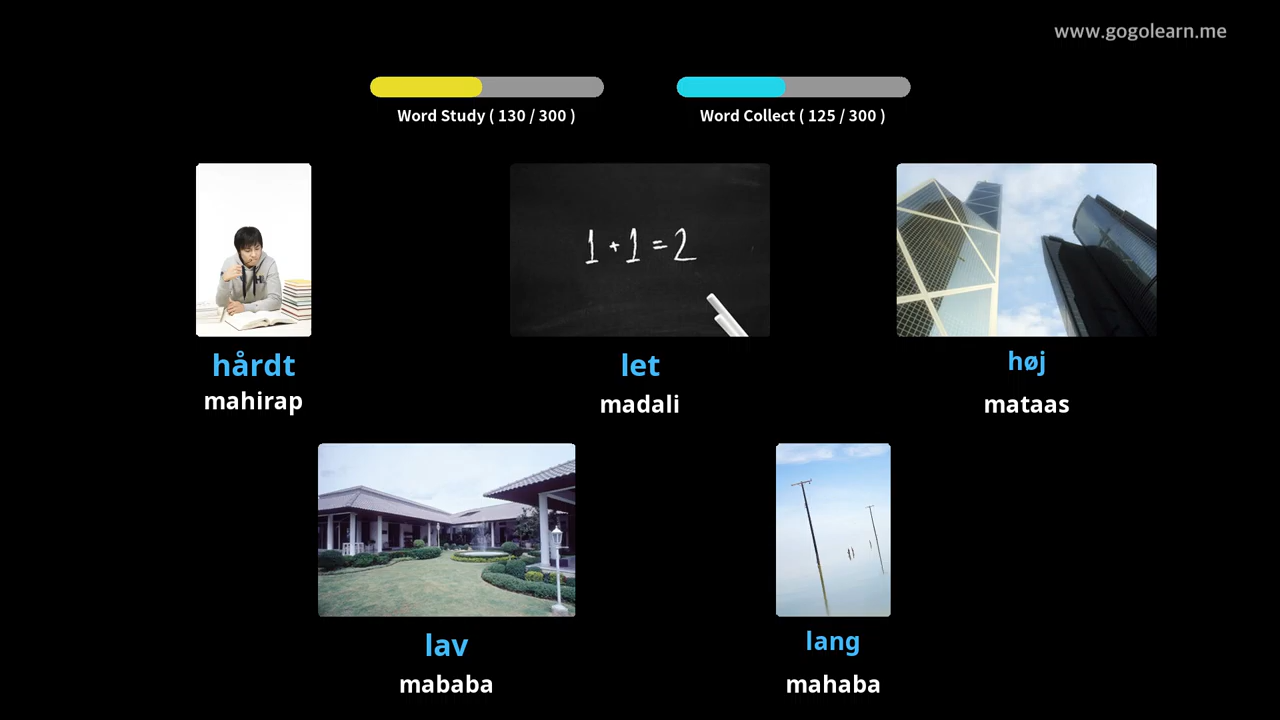 www.gogolearn.me
Word Study ( 130 / 300 )
Word Collect ( 125 / 300 )
1 + 1 = 2
hårdt
mahirap
let
madali
høj
mataas
lav
mababa
lang
mahaba